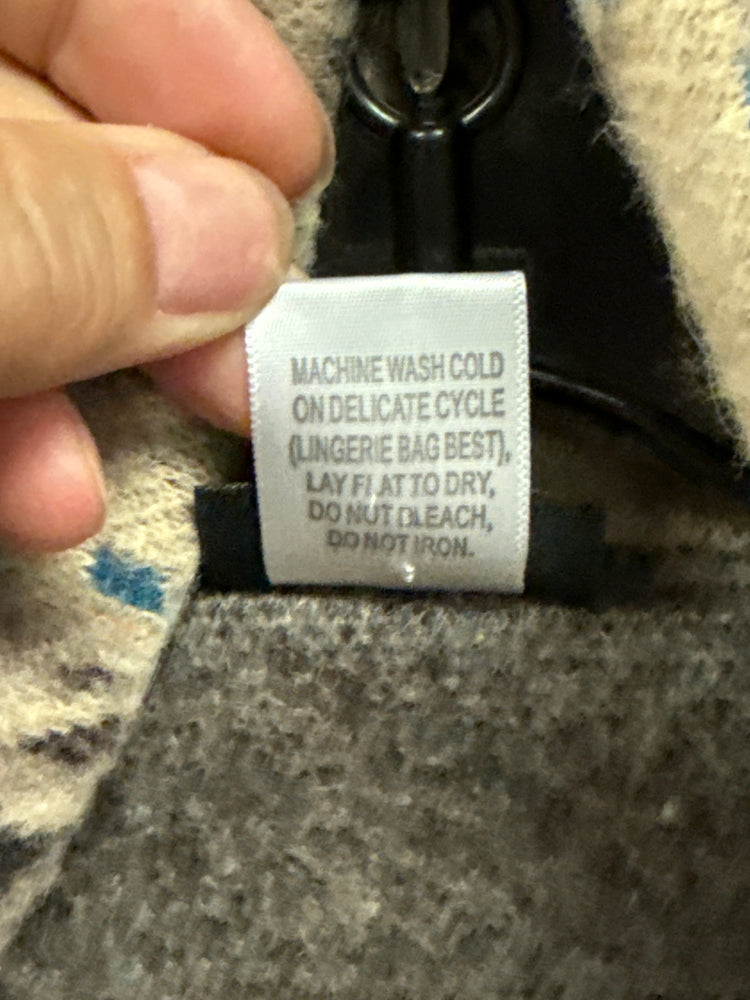 MACHINE WASH COLD
ON DELICATE CYCLE
(LINGERIE BAG BEST),
LAY FLAT TO DRY,
DO NOT BLEACH,
DO NOT IRON.